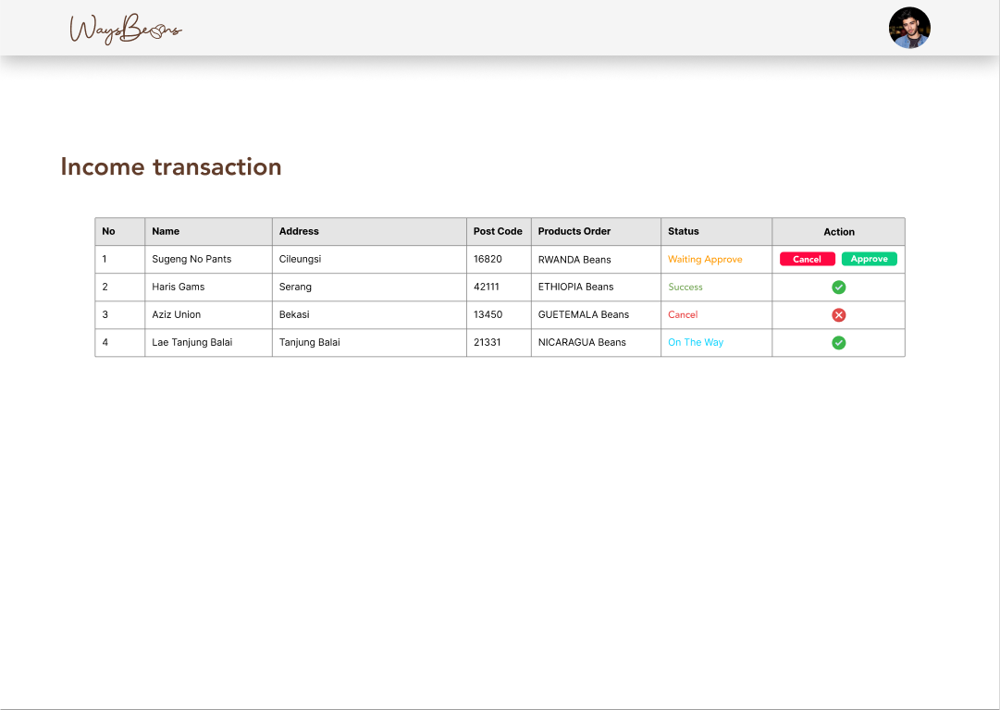 WaysBeans
Income transaction
No Name Address Post Code Products Order Status Action
1 Sugeng No Pants Cileungsi 16820 RWANDA Beans Waiting Approve Cancel Approve
2 Haris Gams Serang 42111 ETHIOPIA Beans Success
3 Aziz Union Bekasi 13450 GUETEMALA Beans Cancel
4 Lae Tanjung Balai Tanjung Balai 21331 NICARAGUA Beans On The Way